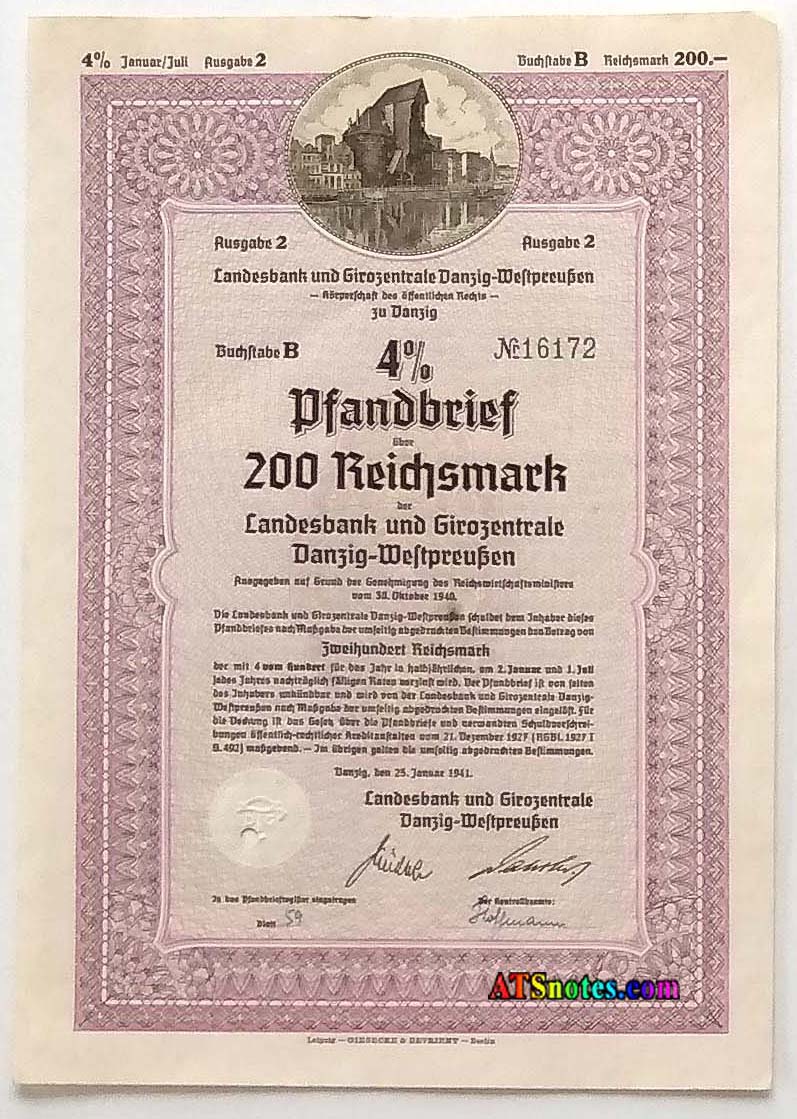 4% Januar/Juli Ausgabe 2 Buchstabe B Reichsmark 200.—
Ausgabe 2 Ausgabe 2
Landesbank und Girozentrale Danzig-Westpreußen
— Körperschaft des öffentlichen Rechts —
zu Danzig
Buchstabe B 4% № 16172
Pfandbrief
über
200 Reichsmark
der
Landesbank und Girozentrale
Danzig-Westpreußen
Ausgegeben auf Grund der Genehmigung des Reichswirtschaftsministers
vom 30. Oktober 1940.
Die Landesbank und Girozentrale Danzig-Westpreußen schuldet dem Inhaber dieses
Pfandbriefes nach Maßgabe der umseitig abgedruckten Bestimmungen den Betrag von
Zweihundert Reichsmark
der mit 4 vom Hundert für das Jahr in halbjährlichen, am 2. Januar und 1. Juli
jedes Jahres nachträglich fälligen Raten verzinst wird. Der Pfandbrief ist von seiten
des Inhabers unkündbar und wird von der Landesbank und Girozentrale Danzig-
Westpreußen nach Maßgabe der umseitig abgedruckten Bestimmungen eingelöst. Für
die Deckung ist das Gesetz über die Pfandbriefe und verwandten Schuldverschrei-
bungen öffentlich-rechtlicher Kreditanstalten vom 21. Dezember 1927 (RGBl. 1927 I
S. 492) maßgebend. — Im übrigen gelten die umseitig abgedruckten Bestimmungen.
Danzig, den 25. Januar 1941.
Landesbank und Girozentrale
Danzig-Westpreußen
In das Pfandbriefregister eingetragen Der Kontrollbeamte:
Blatt 59 Hoffmann
ATSnotes.com
Leipzig — GIESECKE & DEVRIENT — Berlin